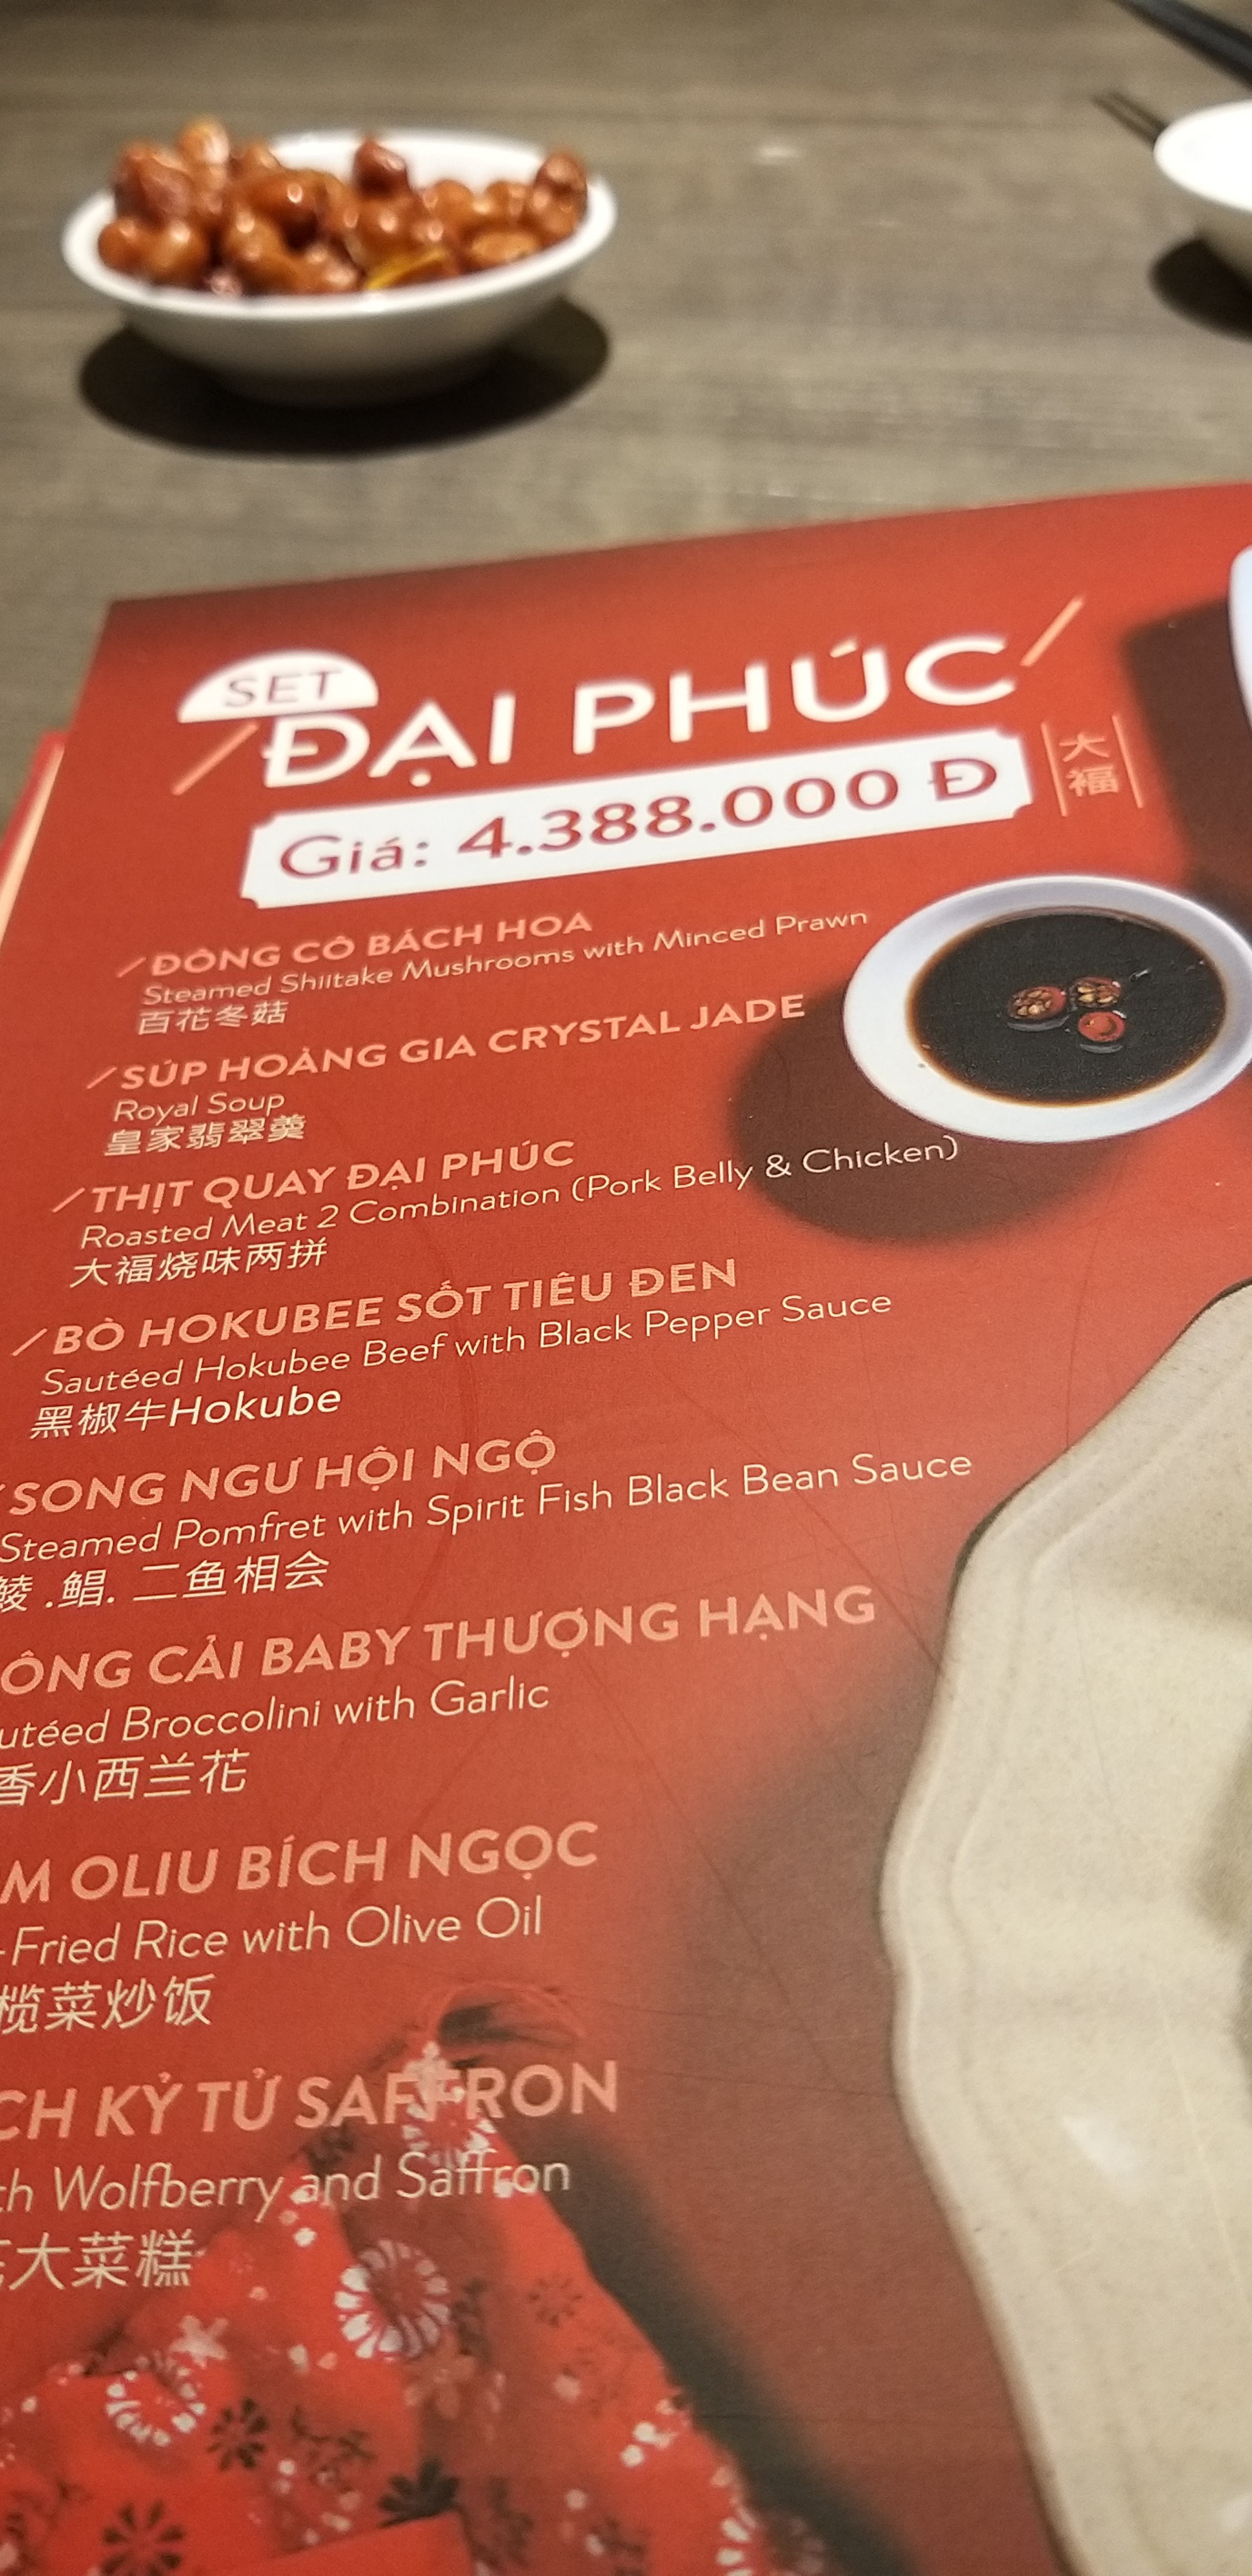 SET
ĐẠI PHÚC
大福
Giá: 4.388.000 Đ
ĐÔNG CÔ BÁCH HOA
Steamed Shiitake Mushrooms with Minced Prawn
百花冬菇
SÚP HOÀNG GIA CRYSTAL JADE
Royal Soup
皇家翡翠羹
THỊT QUAY ĐẠI PHÚC
Roasted Meat 2 Combination (Pork Belly & Chicken)
大福烧味两拼
BÒ HOKUBEE SỐT TIÊU ĐEN
Sautéed Hokubee Beef with Black Pepper Sauce
黑椒牛Hokube
SONG NGƯ HỘI NGỘ
Steamed Pomfret with Spirit Fish Black Bean Sauce
鲮.鲳.二鱼相会
ÔNG CẢI BABY THƯỢNG HẠNG
utéed Broccolini with Garlic
香小西兰花
M OLIU BÍCH NGỌC
-Fried Rice with Olive Oil
榄菜炒饭
CH KỶ TỬ SAFFRON
th Wolfberry and Saffron
大菜糕